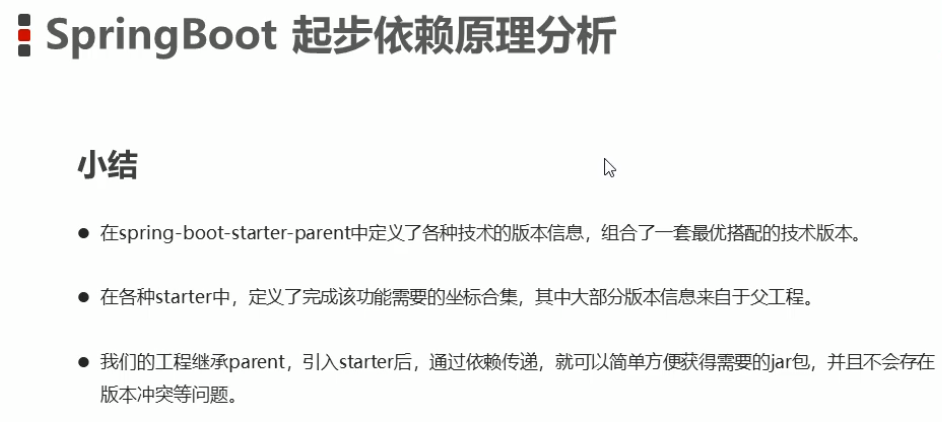 SpringBoot 起步依赖原理分析
小结
● 在spring-boot-starter-parent中定义了各种技术的版本信息，组合了一套最优搭配的技术版本。
● 在各种starter中，定义了完成该功能需要的坐标合集，其中大部分版本信息来自于父工程。
● 我们的工程继承parent，引入starter后，通过依赖传递，就可以简单方便获得需要的jar包，并且不会存在
版本冲突等问题。